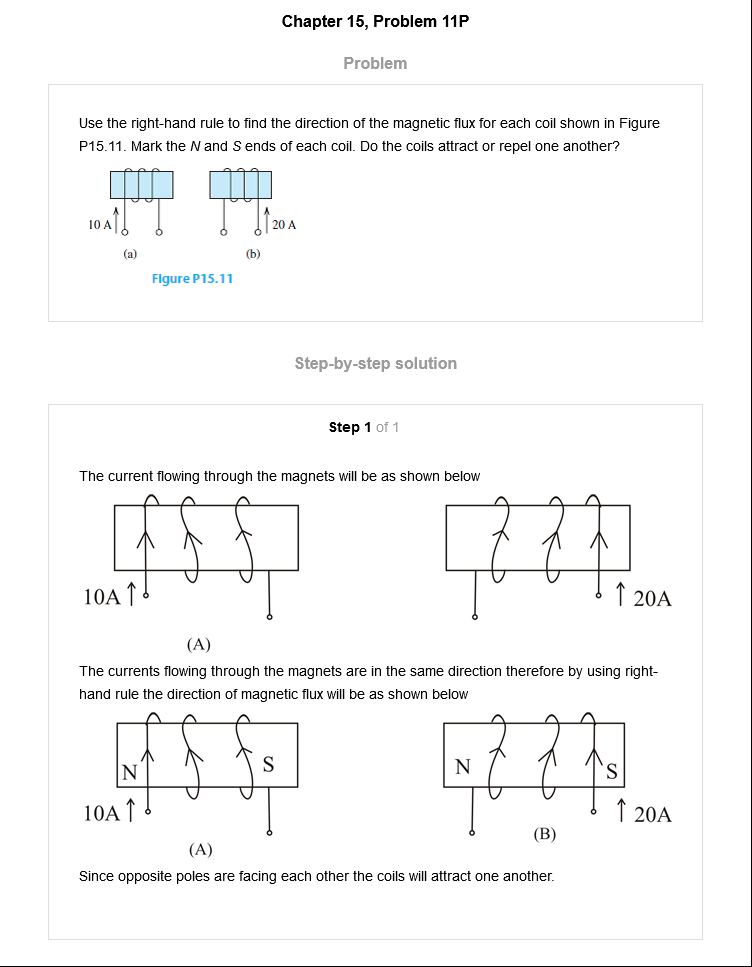 Chapter 15, Problem 11P
Problem
Use the right-hand rule to find the direction of the magnetic flux for each coil shown in Figure
P15.11. Mark the N and S ends of each coil. Do the coils attract or repel one another?
10 A
20 A
(a)
(b)
Figure P15.11
Step-by-step solution
Step 1 of 1
The current flowing through the magnets will be as shown below
10A
20A
(A)
The currents flowing through the magnets are in the same direction therefore by using right-
hand rule the direction of magnetic flux will be as shown below
N
S
N
S
10A
20A
(A)
(B)
Since opposite poles are facing each other the coils will attract one another.